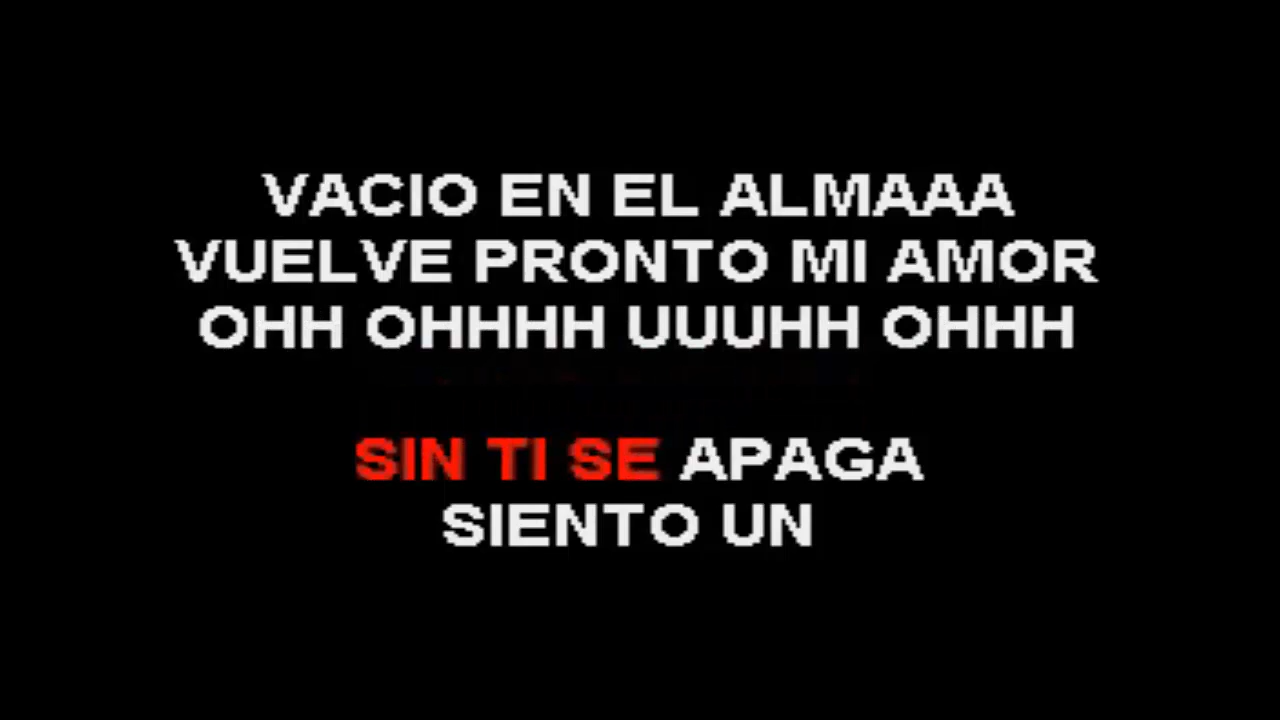 VACIO EN EL ALMAAA
VUELVE PRONTO MI AMOR
OHH OHHHH UUUHH OHHH
SIN TI SE APAGA
SIENTO UN